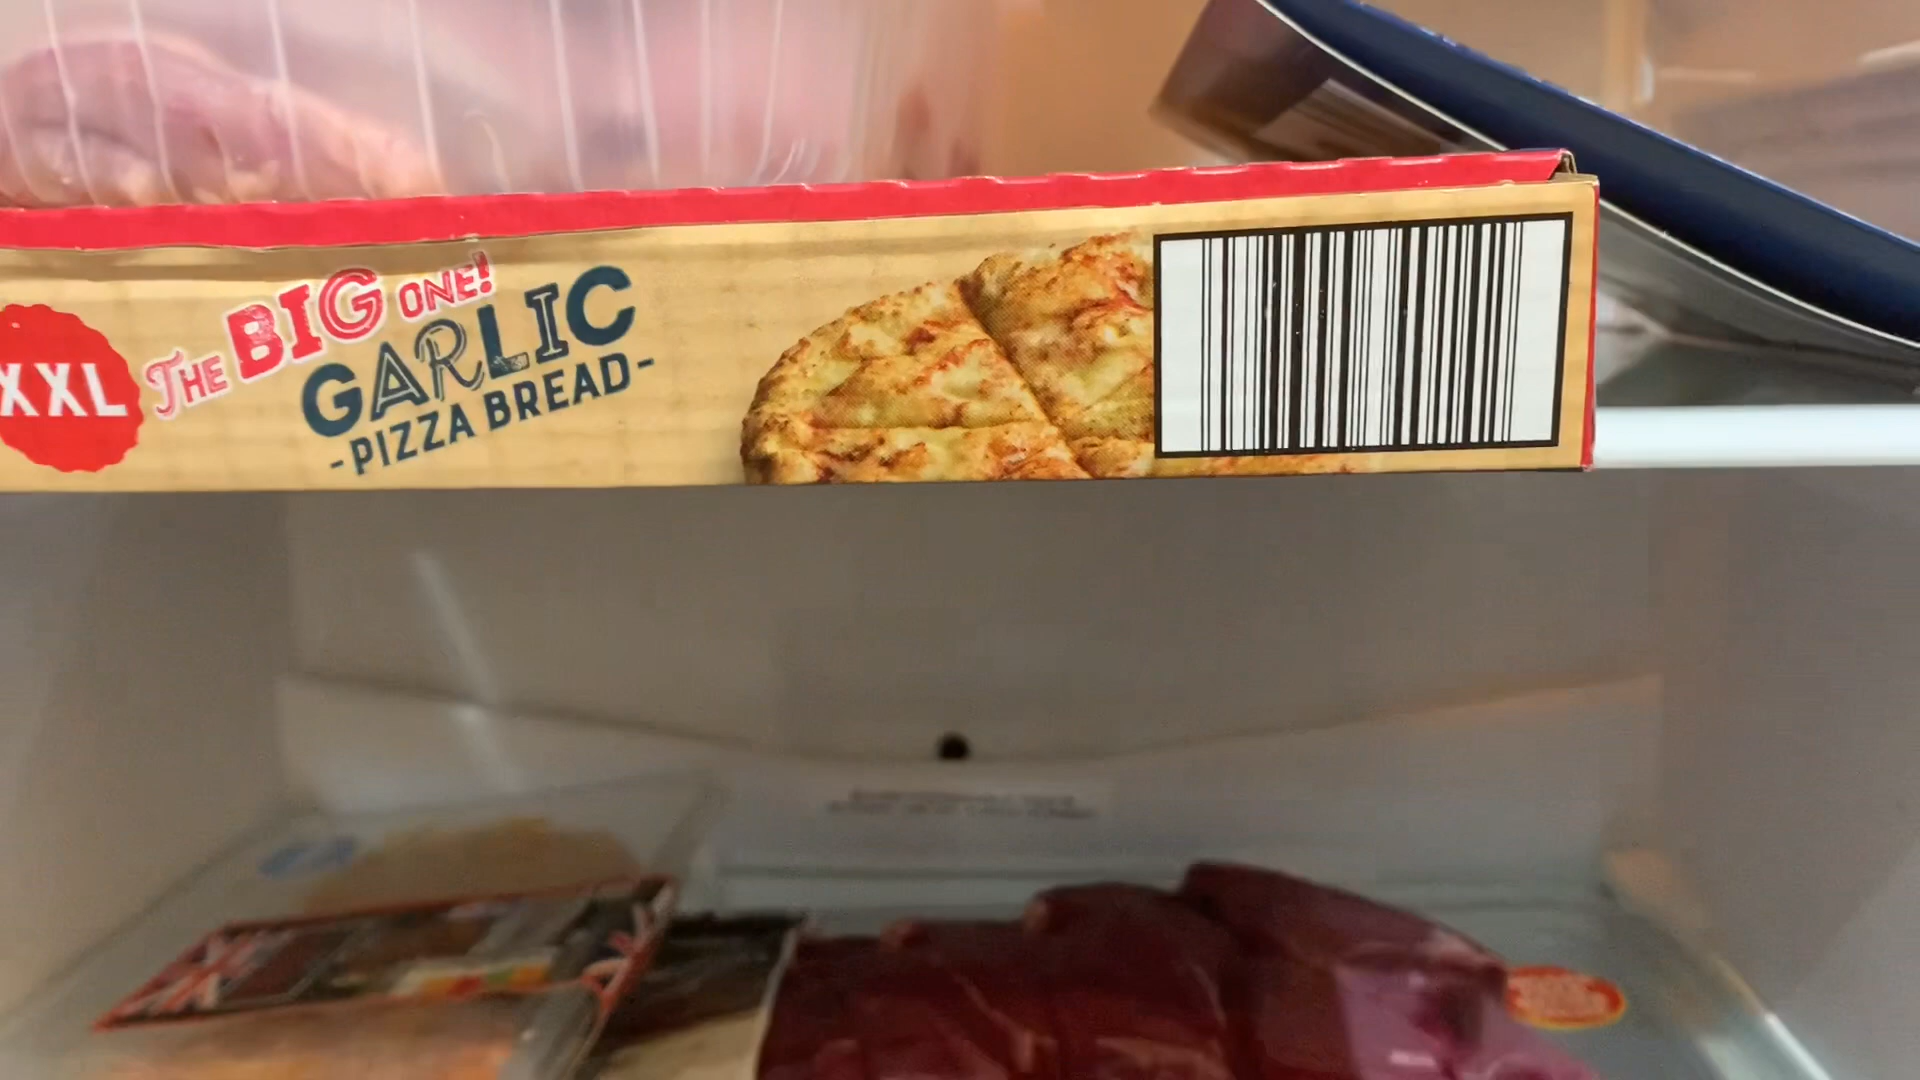 XXL
THE BIG ONE!
GARLIC
-PIZZA BREAD-